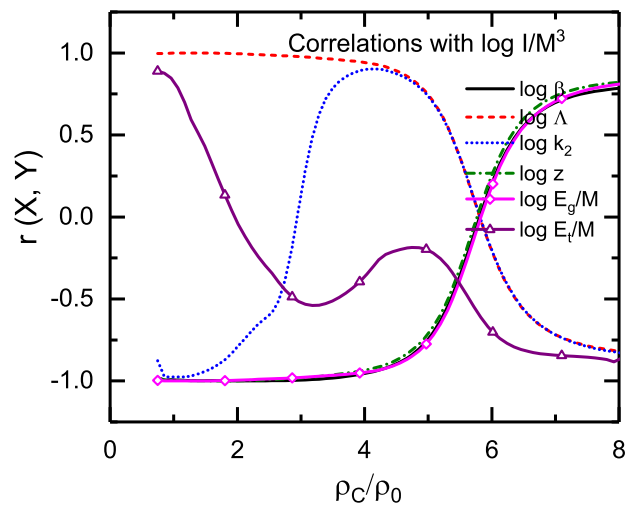 Correlations with log I/M³
log β
log Λ
log k₂
log z
log E_g/M
log E_t/M
r (X, Y)
1.0
0.5
0.0
-0.5
-1.0
0
2
4
6
8
ρ_C/ρ₀